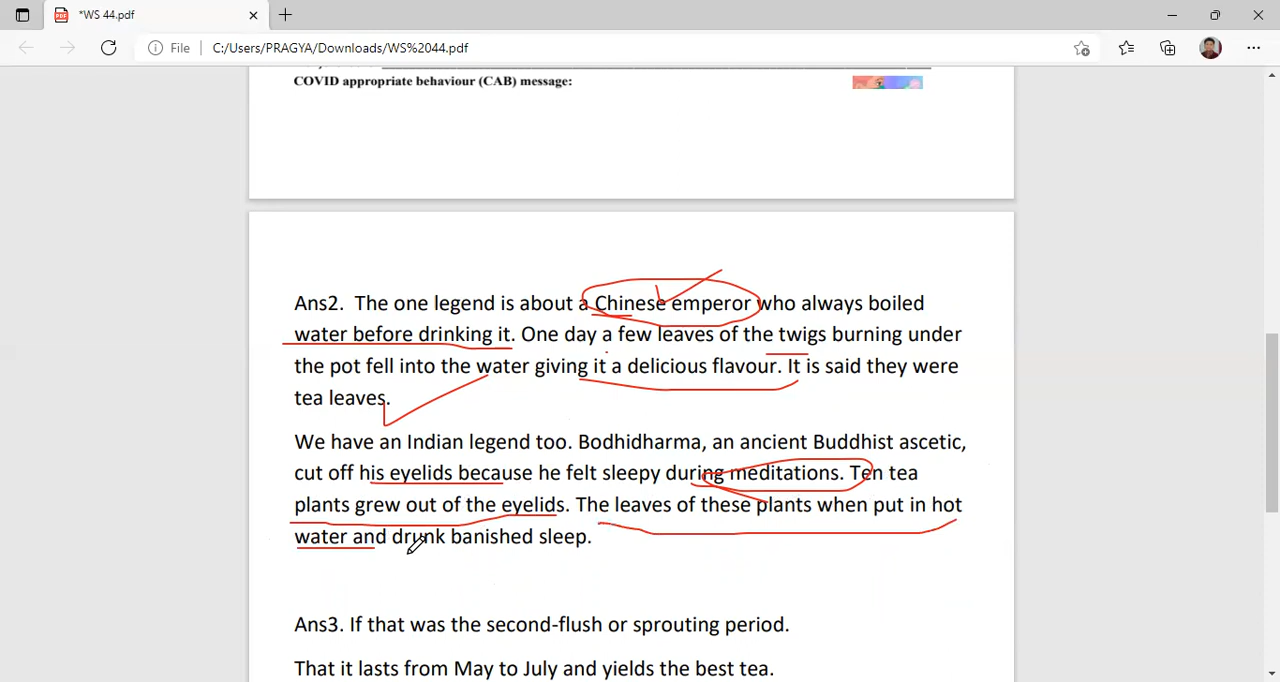 *WS 44.pdf
File
C:/Users/PRAGYA/Downloads/WS%2044.pdf
COVID appropriate behaviour (CAB) message:
Ans2. The one legend is about a Chinese emperor who always boiled
water before drinking it. One day a few leaves of the twigs burning under
the pot fell into the water giving it a delicious flavour. It is said they were
tea leaves.
We have an Indian legend too. Bodhidharma, an ancient Buddhist ascetic,
cut off his eyelids because he felt sleepy during meditations. Ten tea
plants grew out of the eyelids. The leaves of these plants when put in hot
water and drunk banished sleep.
Ans3. If that was the second-flush or sprouting period.
That it lasts from May to July and yields the best tea.